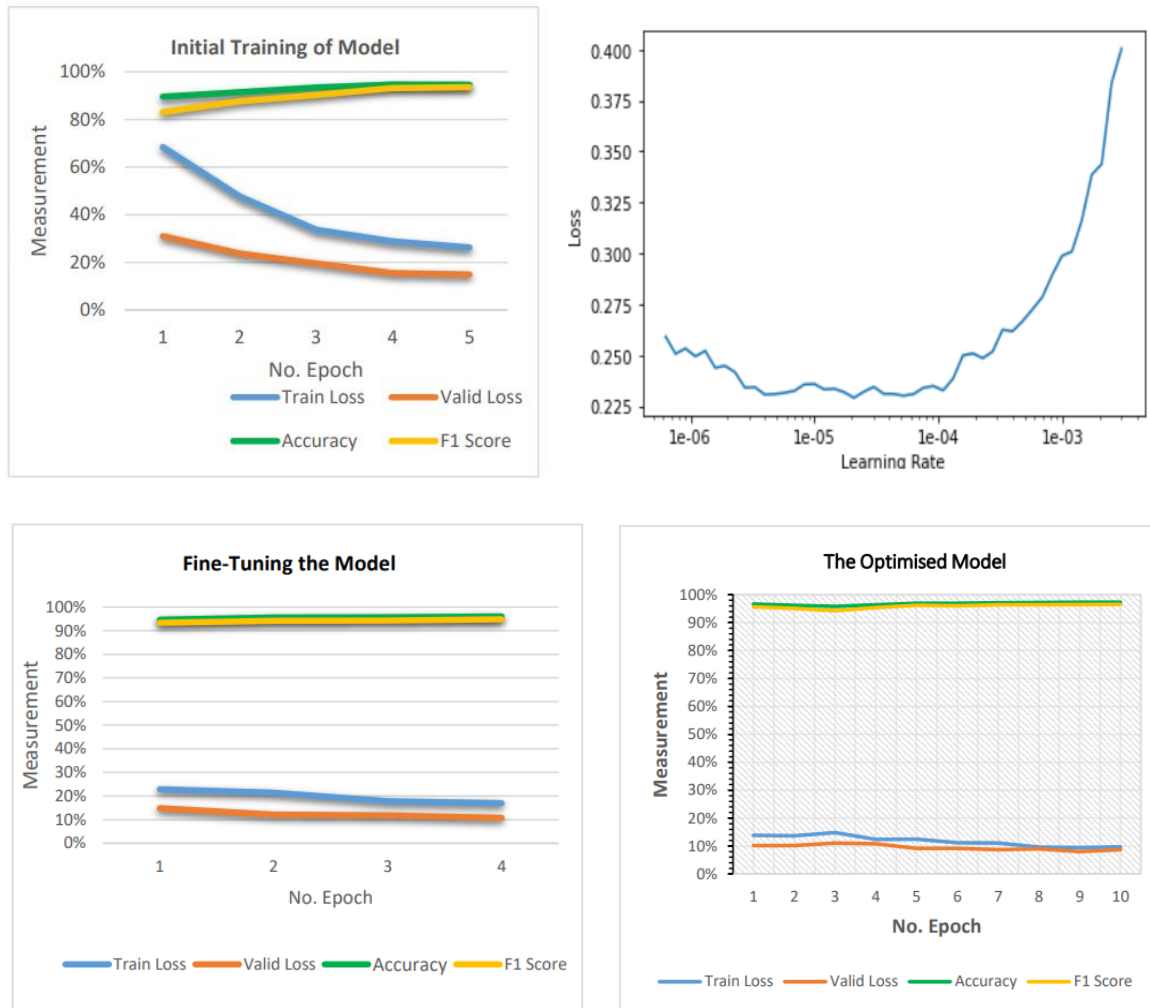 Initial Training of Model
100%
80%
60%
40%
20%
0%
Measurement
1 2 3 4 5
No. Epoch
Train Loss Valid Loss
Accuracy F1 Score
0.400
0.375
0.350
0.325
0.300
0.275
0.250
0.225
Loss
1e-06 1e-05 1e-04 1e-03
Learning Rate
Fine-Tuning the Model
100%
90%
80%
70%
60%
50%
40%
30%
20%
10%
0%
Measurement
1 2 3 4
No. Epoch
Train Loss Valid Loss Accuracy F1 Score
The Optimised Model
100%
90%
80%
70%
60%
50%
40%
30%
20%
10%
0%
Measurement
1 2 3 4 5 6 7 8 9 10
No. Epoch
Train Loss Valid Loss Accuracy F1 Score